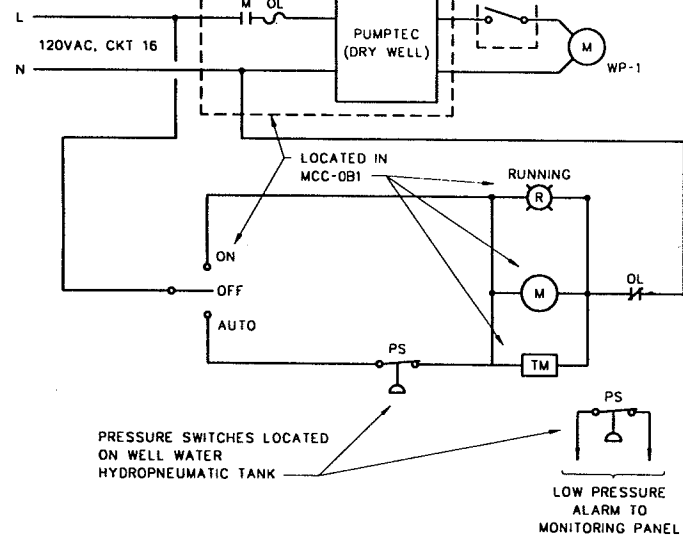 M OL
L
120VAC, CKT 16
N
PUMPTEC
(DRY WELL)
M
WP-1
LOCATED IN
MCC-0B1
RUNNING
R
ON
OFF
AUTO
M
OL
PS
TM
PS
PRESSURE SWITCHES LOCATED
ON WELL WATER
HYDROPNEUMATIC TANK
LOW PRESSURE
ALARM TO
MONITORING PANEL